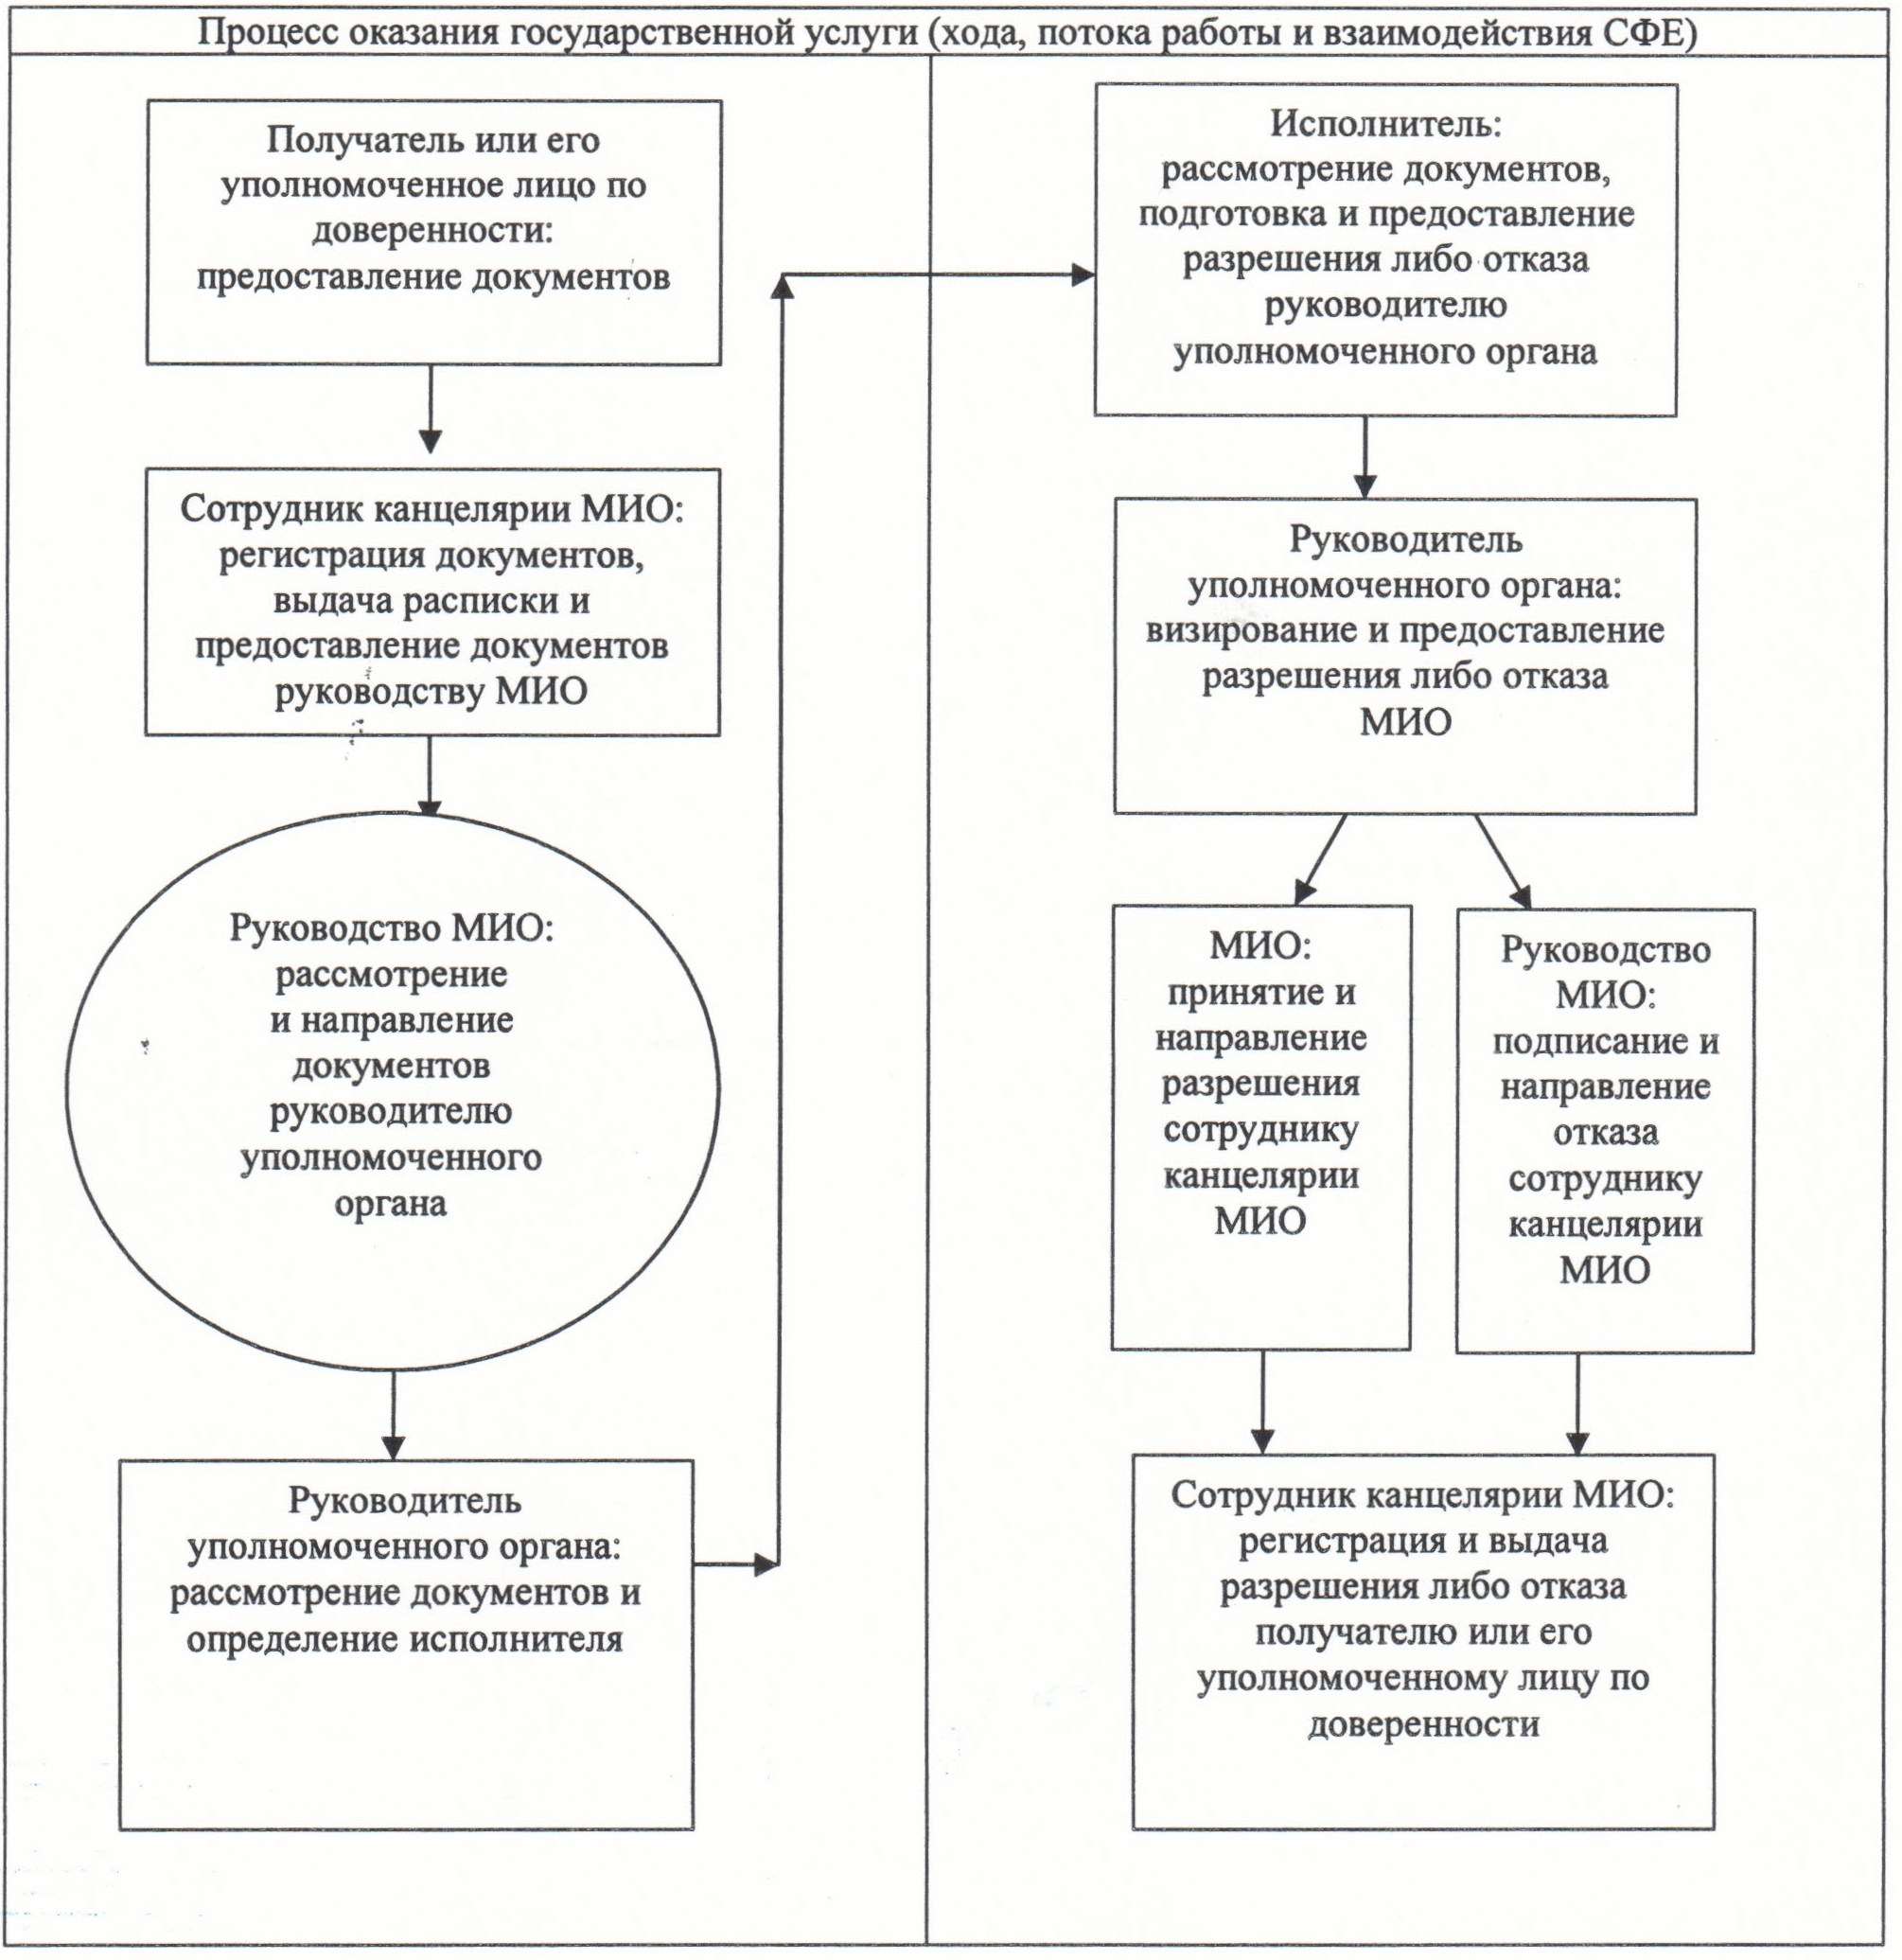 Процесс оказания государственной услуги (хода, потока работы и взаимодействия СФЕ)
Получатель или его
уполномоченное лицо по
доверенности:
предоставление документов
Сотрудник канцелярии МИО:
регистрация документов,
выдача расписки и
предоставление документов
руководству МИО
Руководство МИО:
рассмотрение
и направление
документов
руководителю
уполномоченного
органа
Руководитель
уполномоченного органа:
рассмотрение документов и
определение исполнителя
Исполнитель:
рассмотрение документов,
подготовка и предоставление
разрешения либо отказа
руководителю
уполномоченного органа
Руководитель
уполномоченного органа:
визирование и предоставление
разрешения либо отказа
МИО
МИО:
принятие и
направление
разрешения
сотруднику
канцелярии
МИО
Руководство
МИО:
подписание и
направление
отказа
сотруднику
канцелярии
МИО
Сотрудник канцелярии МИО:
регистрация и выдача
разрешения либо отказа
получателю или его
уполномоченному лицу по
доверенности